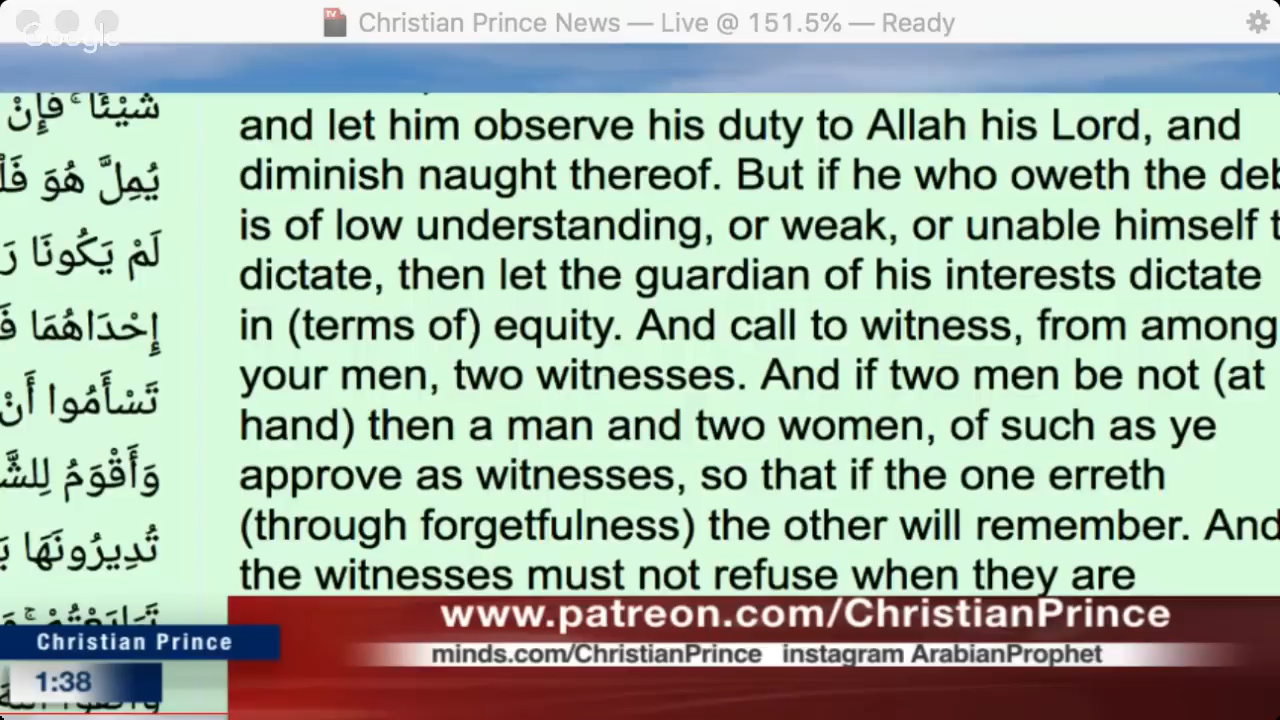 Christian Prince News — Live @ 151.5% — Ready
Google
شَيْئًا ۚ فَإِنْ
يُمِلَّ هُوَ
لَمْ يَكُونَا
إِحْدَاهُمَا
تَسْأَمُوا أَنْ
وَأَقْوَمُ
تُدِيرُونَهَا
and let him observe his duty to Allah his Lord, and
diminish naught thereof. But if he who oweth the deb
is of low understanding, or weak, or unable himself t
dictate, then let the guardian of his interests dictate
in (terms of) equity. And call to witness, from among
your men, two witnesses. And if two men be not (at
hand) then a man and two women, of such as ye
approve as witnesses, so that if the one erreth
(through forgetfulness) the other will remember. And
the witnesses must not refuse when they are
www.patreon.com/ChristianPrince
Christian Prince
minds.com/ChristianPrince instagram ArabianProphet
1:38